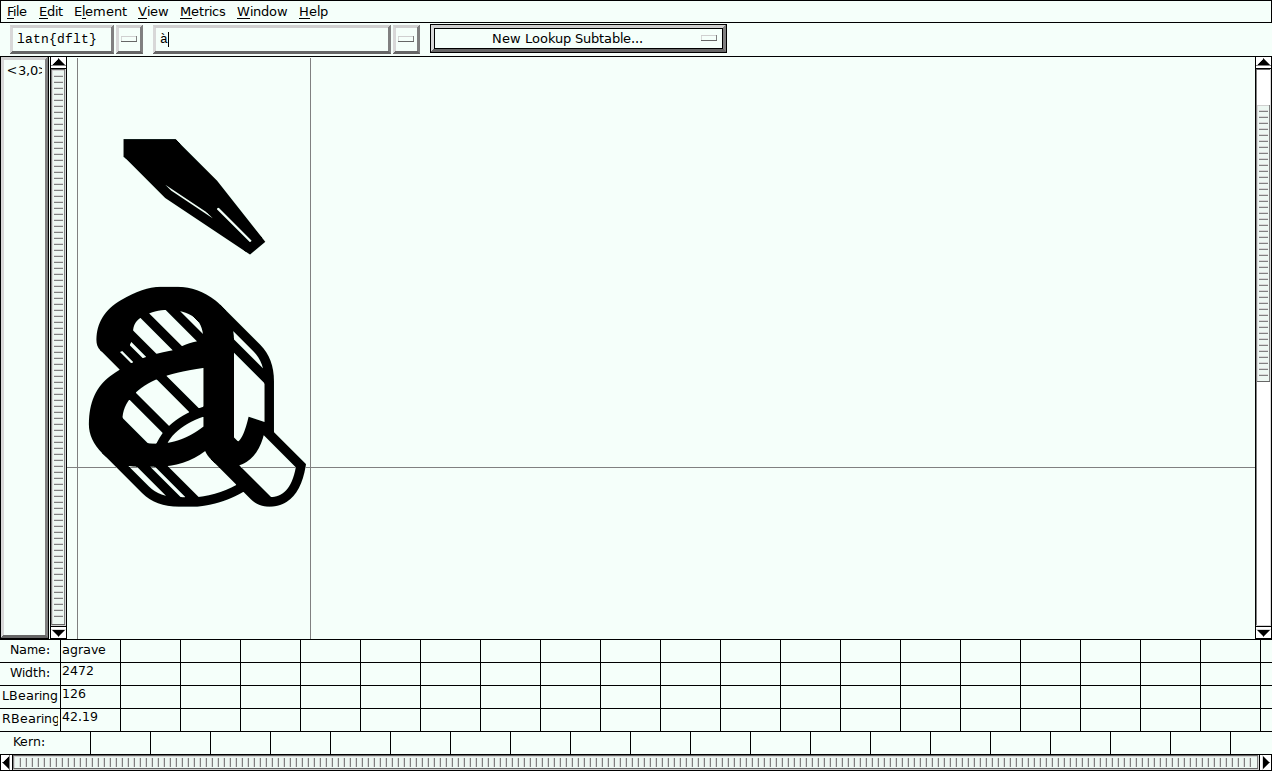 File Edit Element View Metrics Window Help
latn{dflt} à New Lookup Subtable...
<3,0>
à
Name: agrave
Width: 2472
LBearing 126
RBearing 42.19
Kern: